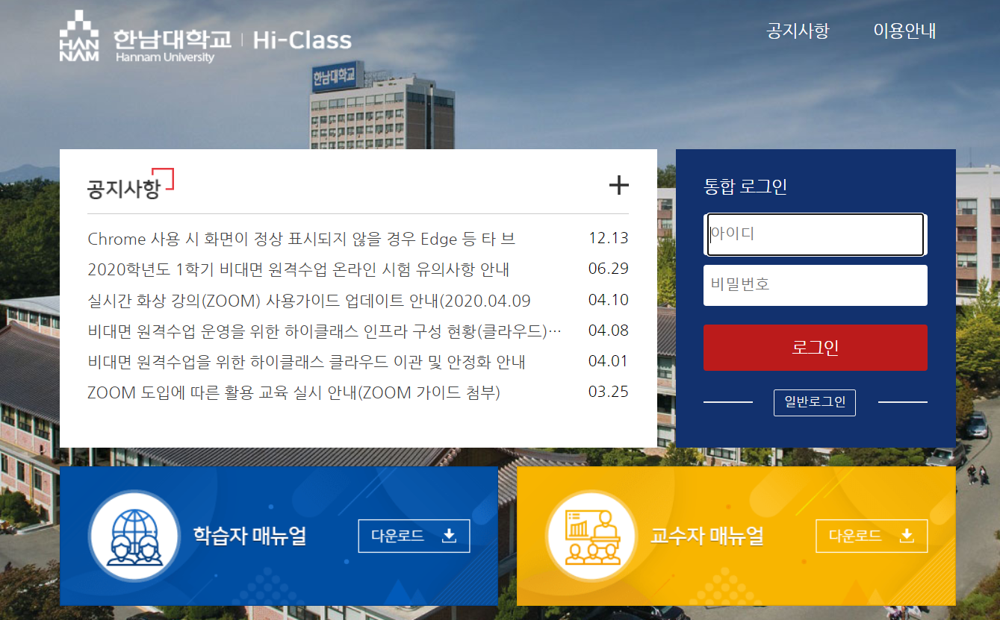 HAN
NAM
한남대학교 | Hi-Class
Hannam University
공지사항
이용안내
한남대학교
공지사항
Chrome 사용 시 화면이 정상 표시되지 않을 경우 Edge 등 타 브 12.13
2020학년도 1학기 비대면 원격수업 온라인 시험 유의사항 안내 06.29
실시간 화상 강의(ZOOM) 사용가이드 업데이트 안내(2020.04.09 04.10
비대면 원격수업 운영을 위한 하이클래스 인프라 구성 현황(클라우드)… 04.08
비대면 원격수업을 위한 하이클래스 클라우드 이관 및 안정화 안내 04.01
ZOOM 도입에 따른 활용 교육 실시 안내(ZOOM 가이드 첨부) 03.25
통합 로그인
아이디
비밀번호
로그인
일반로그인
학습자 매뉴얼
다운로드
교수자 매뉴얼
다운로드